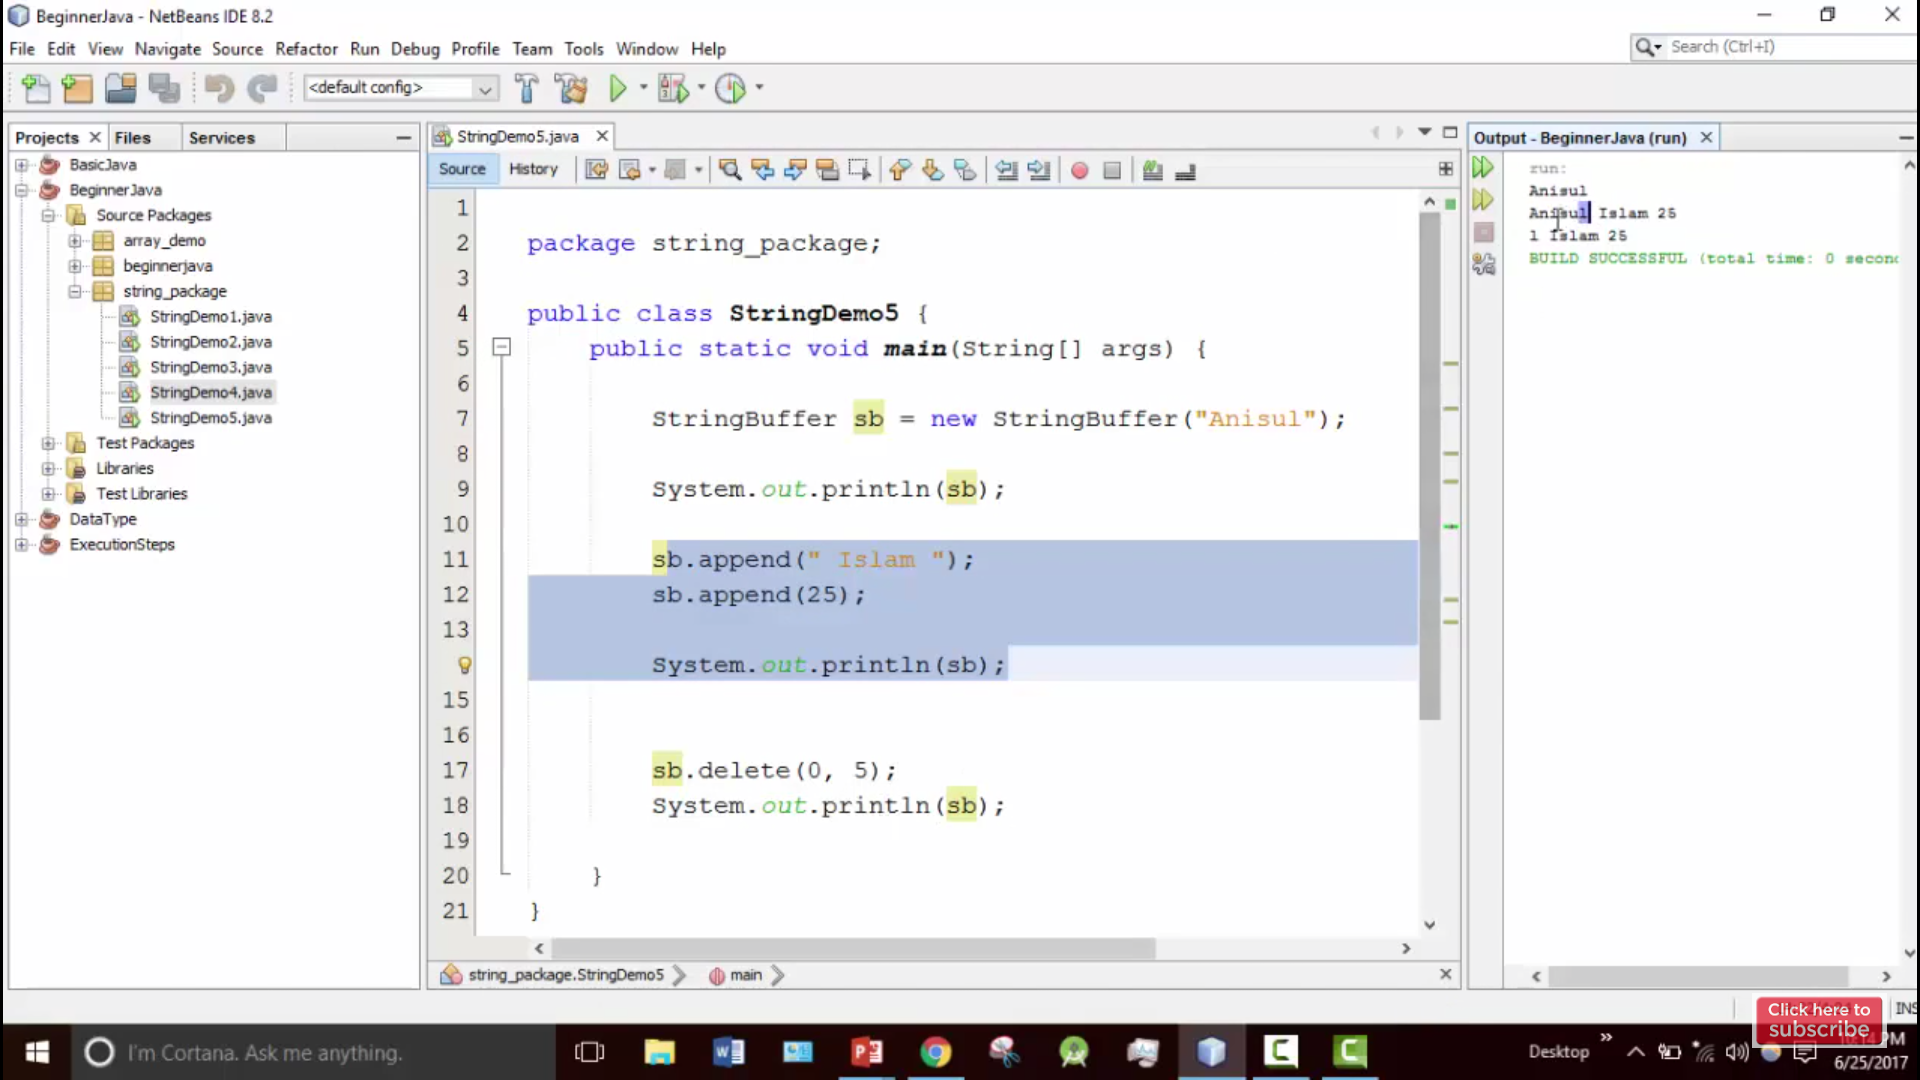 BeginnerJava - NetBeans IDE 8.2
File Edit View Navigate Source Refactor Run Debug Profile Team Tools Window Help
Search (Ctrl+I)
<default config>
Projects Files Services
BasicJava
BeginnerJava
Source Packages
array_demo
beginnerjava
string_package
StringDemo1.java
StringDemo2.java
StringDemo3.java
StringDemo4.java
StringDemo5.java
Test Packages
Libraries
Test Libraries
DataType
ExecutionSteps
StringDemo5.java
Source History
1
2 package string_package;
3
4 public class StringDemo5 {
5 public static void main(String[] args) {
6
7 StringBuffer sb = new StringBuffer("Anisul");
8
9 System.out.println(sb);
10
11 sb.append(" Islam ");
12 sb.append(25);
13
System.out.println(sb);
15
16
17 sb.delete(0, 5);
18 System.out.println(sb);
19
20 }
21 }
string_package.StringDemo5 main
Output - BeginnerJava (run)
run:
Anisul
Anisul Islam 25
l Islam 25
BUILD SUCCESSFUL (total time: 0 secon
INS
Click here to
subscribe
I'm Cortana. Ask me anything.
Desktop
PM
6/25/2017